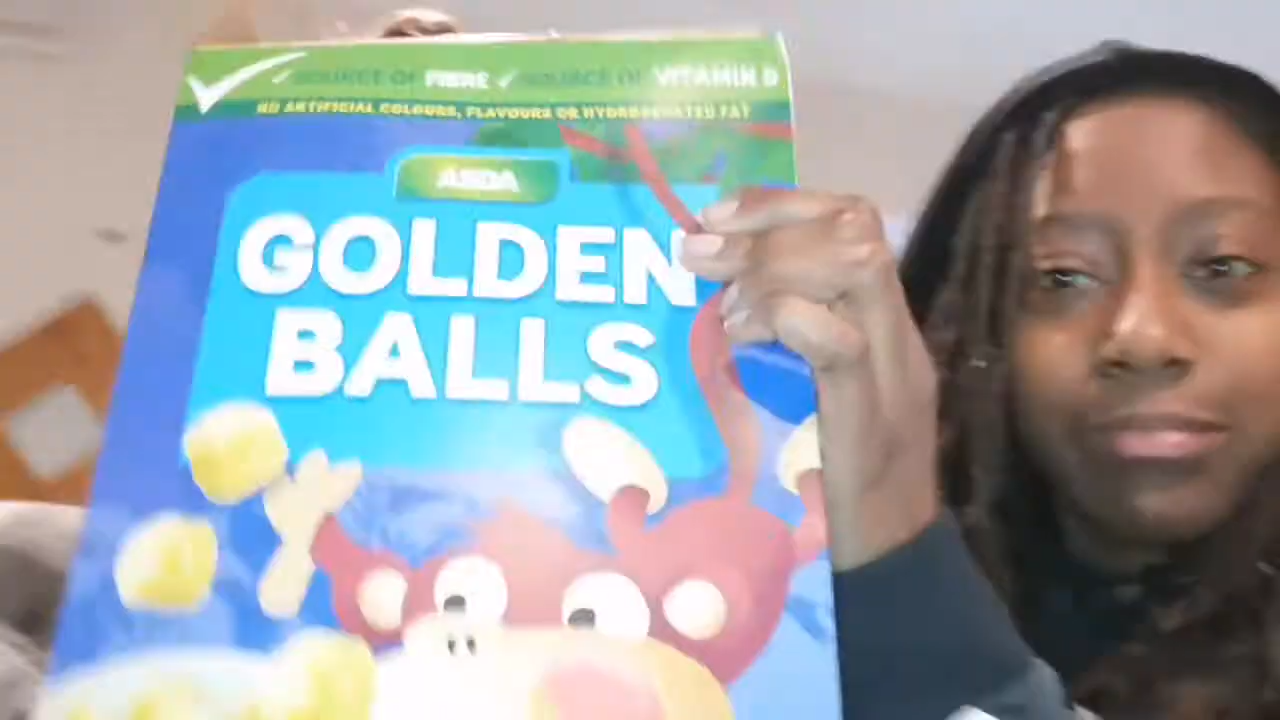 SOURCE OF FIBRE SOURCE OF VITAMIN D
NO ARTIFICIAL COLOURS, FLAVOURS OR HYDROGENATED FAT
ASDA
GOLDEN
BALLS